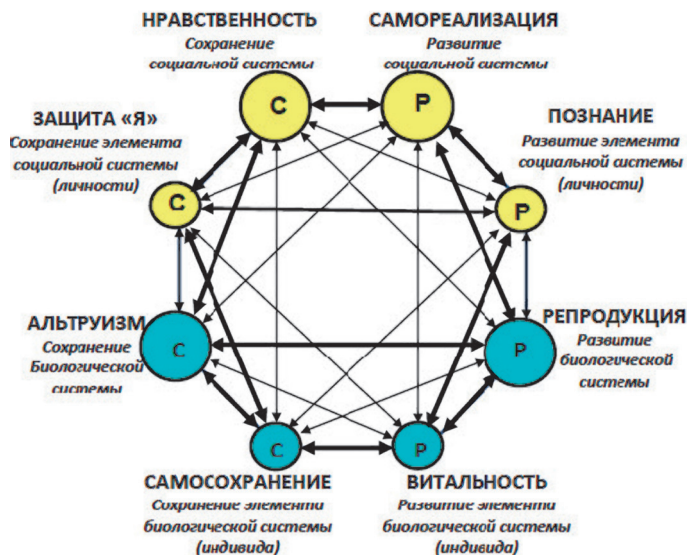 НРАВСТВЕННОСТЬ
Сохранение
социальной системы
САМОРЕАЛИЗАЦИЯ
Развитие
социальной системы
С
Р
ЗАЩИТА «Я»
Сохранение элемента
социальной системы
(личности)
ПОЗНАНИЕ
Развитие элемента
социальной системы
(личности)
С
Р
АЛЬТРУИЗМ
Сохранение
Биологической
системы
С
Р
РЕПРОДУКЦИЯ
Развитие
биологической
системы
С
Р
САМОСОХРАНЕНИЕ
Сохранение элемента
биологической системы
(индивида)
ВИТАЛЬНОСТЬ
Развитие элемента
биологической системы
(индивида)